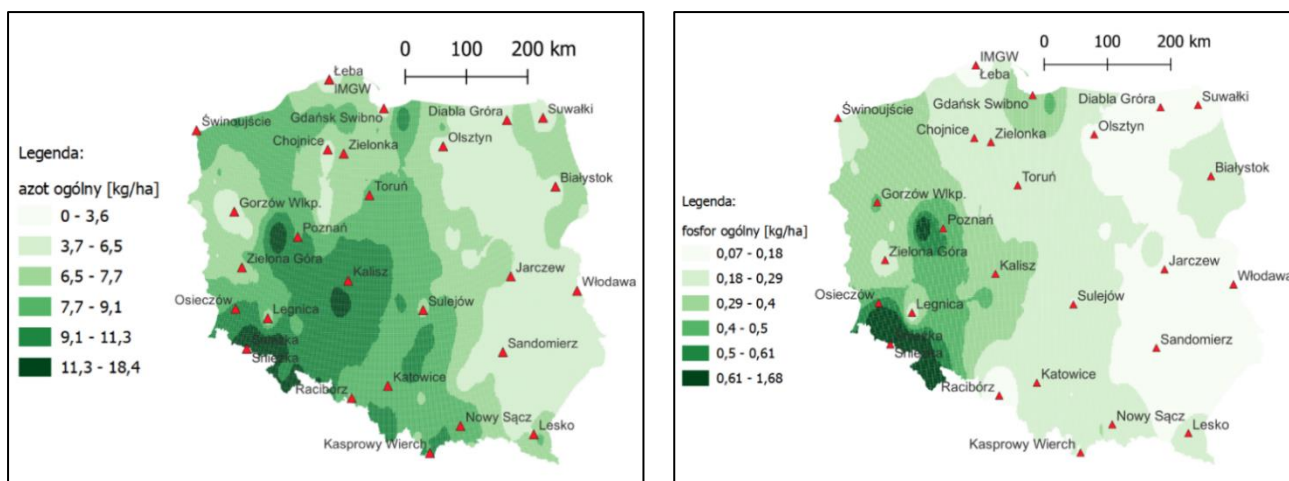 0 100 200 km
Łeba
IMGW
Gdańsk Swibno
Diabla Gróra
Suwałki
Świnoujście
Chojnice
Zielonka
Olsztyn
Legenda:
azot ogólny [kg/ha]
0 - 3,6
3,7 - 6,5
6,5 - 7,7
7,7 - 9,1
9,1 - 11,3
11,3 - 18,4
Toruń
Białystok
Gorzów Wlkp.
Poznań
Zielona Góra
Kalisz
Jarczew
Włodawa
Osieczów
Legnica
Sulejów
Śnieżka
Sandomierz
Racibórz
Katowice
Nowy Sącz
Lesko
Kasprowy Wierch
0 100 200 km
IMGW
Łeba
Gdańsk Swibno
Diabla Gróra
Suwałki
Świnoujście
Chojnice
Zielonka
Olsztyn
Toruń
Białystok
Legenda:
fosfor ogólny [kg/ha]
0,07 - 0,18
0,18 - 0,29
0,29 - 0,4
0,4 - 0,5
0,5 - 0,61
0,61 - 1,68
Gorzów Wlkp.
Poznań
Zielona Góra
Kalisz
Jarczew
Włodawa
Osieczów
Legnica
Sulejów
Śnieżka
Sandomierz
Racibórz
Katowice
Nowy Sącz
Lesko
Kasprowy Wierch